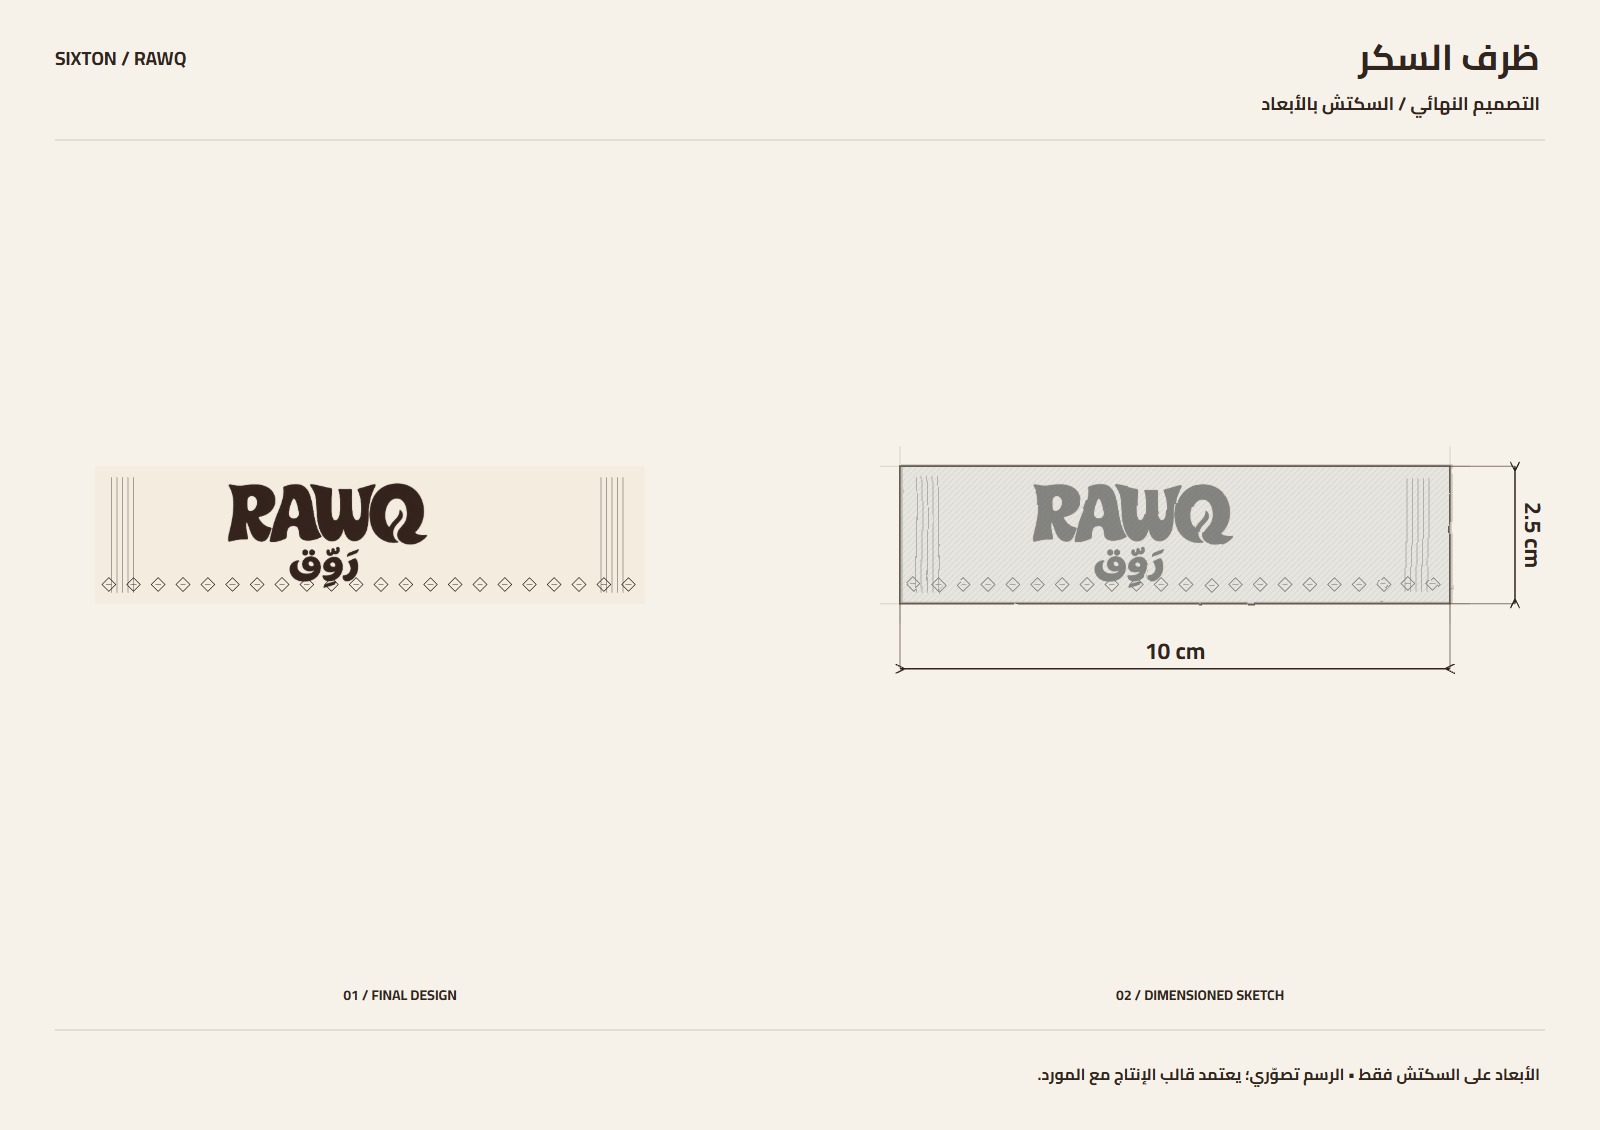 SIXTON / RAWQ
ظرف السكر
التصميم النهائي / السكتش بالأبعاد
RAWQ
رَوِّق
RAWQ
رَوِّق
2.5 cm
10 cm
01 / FINAL DESIGN
02 / DIMENSIONED SKETCH
الأبعاد على السكتش فقط • الرسم تصوّري؛ يعتمد قالب الإنتاج مع المورد.